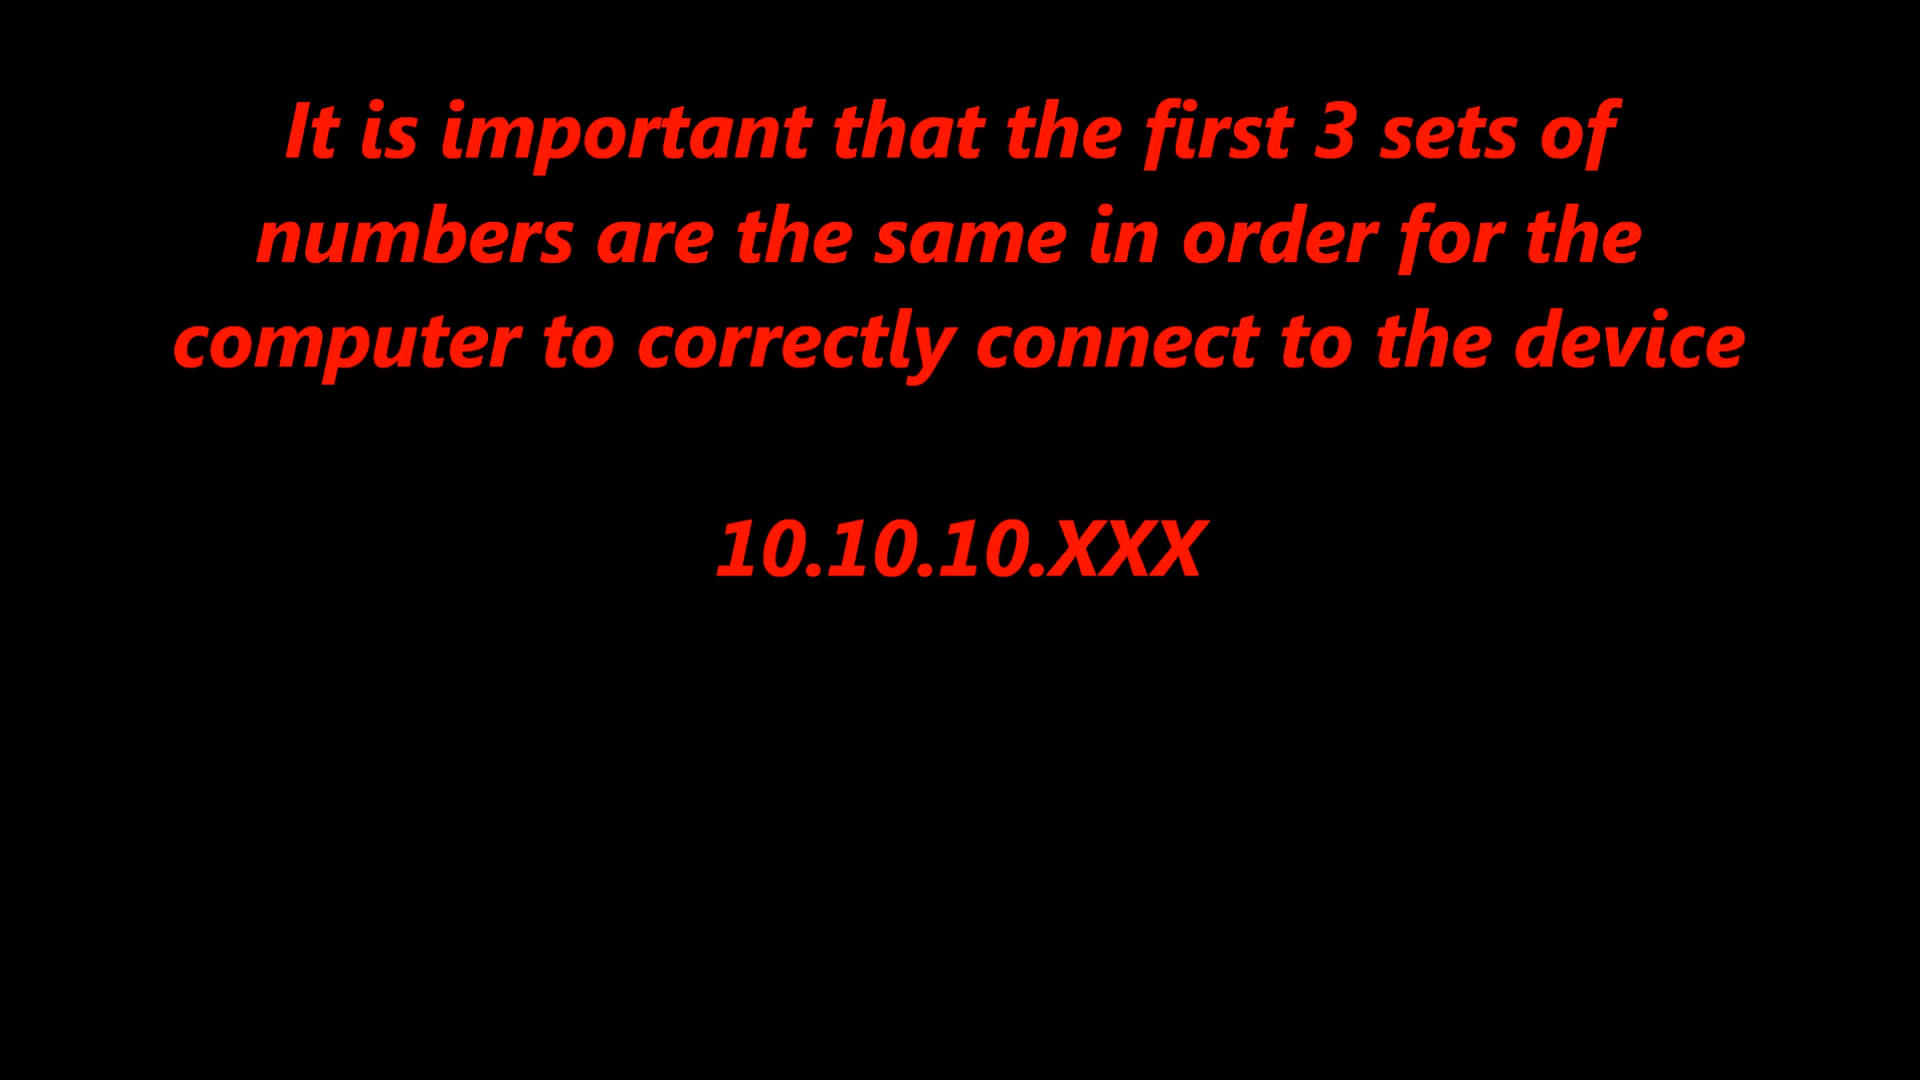 It is important that the first 3 sets of
numbers are the same in order for the
computer to correctly connect to the device
10.10.10.XXX